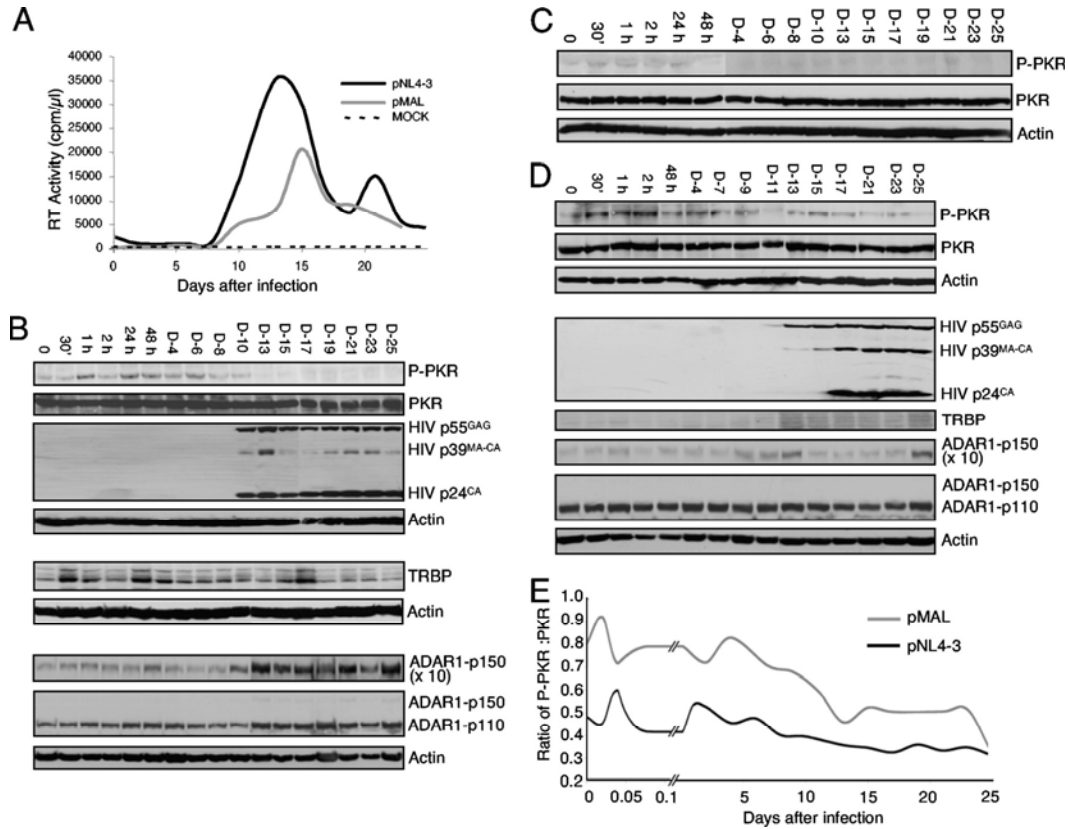 A
40000
35000
30000
25000
20000
15000
10000
5000
0
RT Activity (cpm/µl)
pNL4-3
pMAL
MOCK
0 5 10 15 20
Days after infection
B
0 30' 1 h 2 h 24 h 48 h D-4 D-6 D-8 D-10 D-13 D-15 D-17 D-19 D-21 D-23 D-25
P-PKR
PKR
HIV p55GAG
HIV p39MA-CA
HIV p24CA
Actin
TRBP
Actin
ADAR1-p150
(x 10)
ADAR1-p150
ADAR1-p110
Actin
C
0 30' 1 h 2 h 24 h 48 h D-4 D-6 D-8 D-10 D-13 D-15 D-17 D-19 D-21 D-23 D-25
P-PKR
PKR
Actin
D
0 30' 1 h 2 h 48 h D-4 D-7 D-9 D-11 D-13 D-15 D-17 D-21 D-23 D-25
P-PKR
PKR
Actin
HIV p55GAG
HIV p39MA-CA
HIV p24CA
TRBP
ADAR1-p150
(x 10)
ADAR1-p150
ADAR1-p110
Actin
E
1.0
0.9
0.8
0.7
0.6
0.5
0.4
0.3
0.2
Ratio of P-PKR :PKR
pMAL
pNL4-3
0 0.05 0.1 5 10 15 20 25
Days after infection